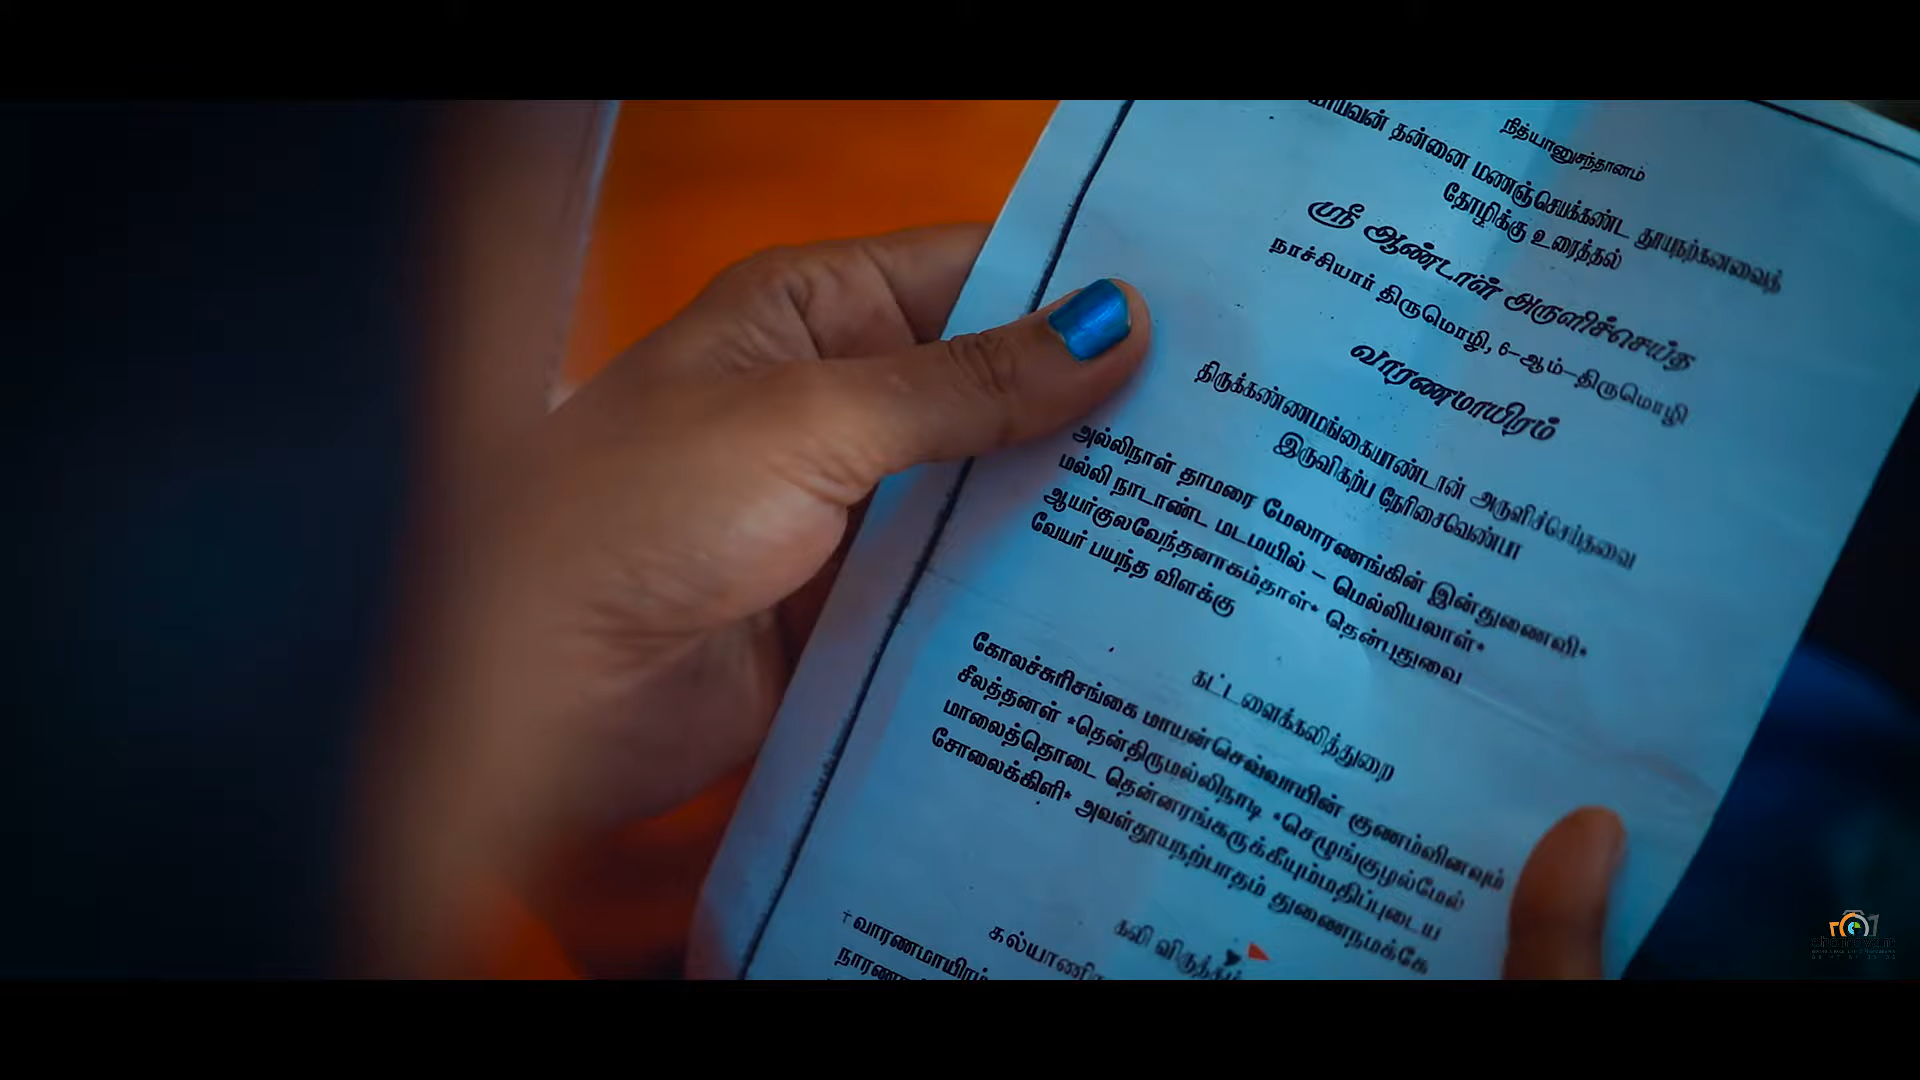 நித்யானுசந்தானம்
மாயவன் தன்னை மணஞ்செயக்கண்ட தூயநற்கனவைத்
தோழிக்கு உரைத்தல்
ஸ்ரீ ஆண்டாள் அருளிச்செய்த
நாச்சியார் திருமொழி, 6-ஆம்-திருமொழி
வாரணமாயிரம்
திருக்கண்ணமங்கையாண்டான் அருளிச்செய்தவை
இருவிகற்ப நேரிசைவெண்பா
அல்லிநாள் தாமரை மேலாரணங்கின் இன்துணைவி*
மல்லி நாடாண்ட மடமயில் - மெல்லியலாள்*
ஆயர்குலவேந்தனாகம்தாள்* தென்புதுவை
வேயர் பயந்த விளக்கு
கட்டளைக்கலித்துறை
கோலச்சுரிசங்கை மாயன்செவ்வாயின் குணம்வினவும்
சீலத்தனள் *தென்திருமல்லிநாடி *செழுங்குழல்மேல்
மாலைத்தொடை தென்னரங்கருக்கீயும்மதிப்புடைய
சோலைக்கிளி* அவள்தூயநற்பாதம் துணைநமக்கே
கலி விருத்தம்
†வாரணமாயிரம்